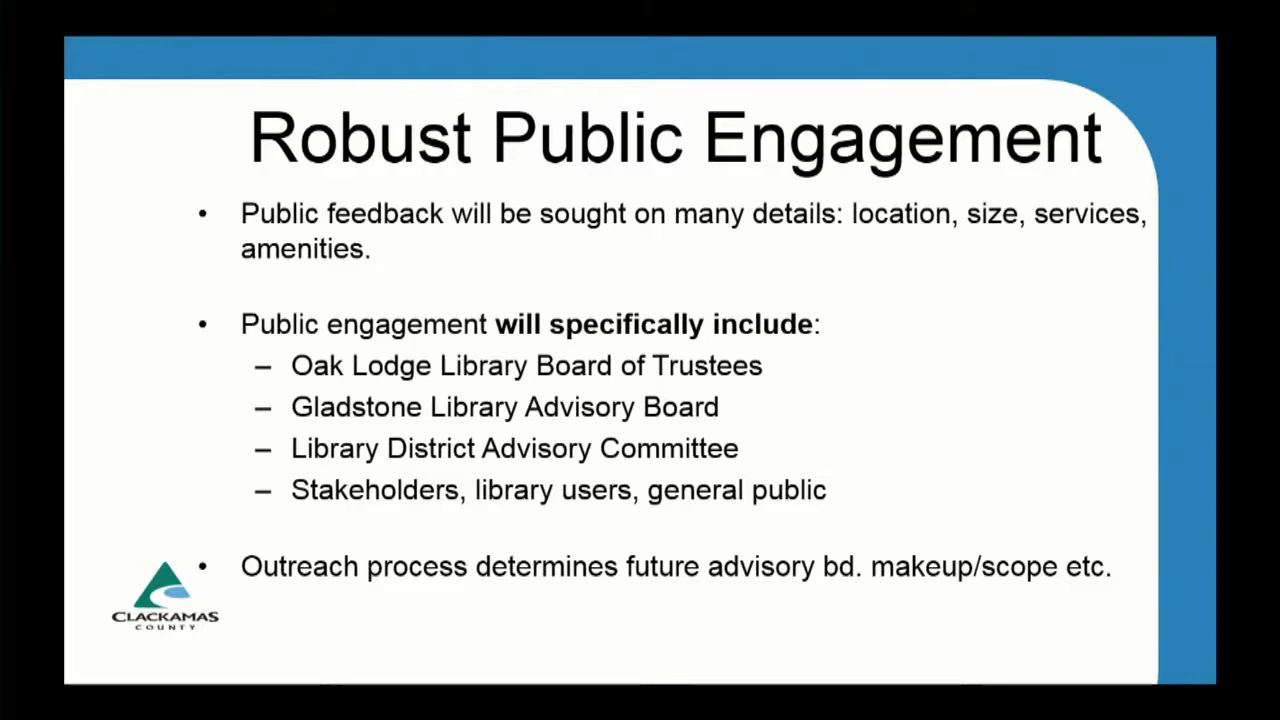 Robust Public Engagement
• Public feedback will be sought on many details: location, size, services,
amenities.
• Public engagement will specifically include:
– Oak Lodge Library Board of Trustees
– Gladstone Library Advisory Board
– Library District Advisory Committee
– Stakeholders, library users, general public
• Outreach process determines future advisory bd. makeup/scope etc.
CLACKAMAS
COUNTY